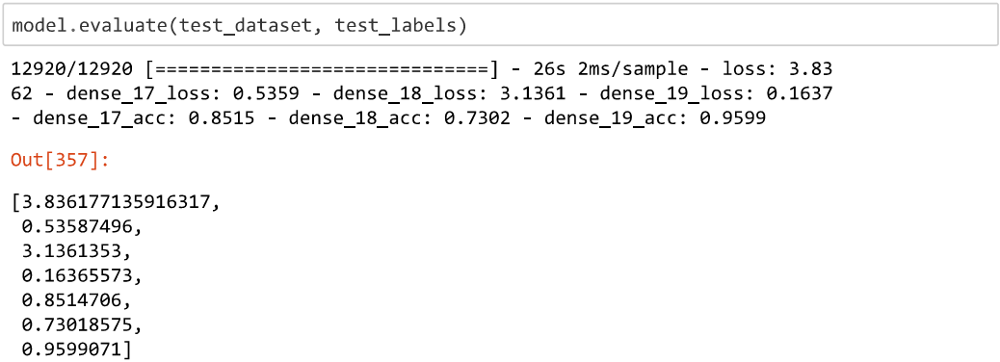 model.evaluate(test_dataset, test_labels)
12920/12920 [==============================] - 26s 2ms/sample - loss: 3.83
62 - dense_17_loss: 0.5359 - dense_18_loss: 3.1361 - dense_19_loss: 0.1637
- dense_17_acc: 0.8515 - dense_18_acc: 0.7302 - dense_19_acc: 0.9599
Out[357]:
[3.836177135916317,
0.53587496,
3.1361353,
0.16365573,
0.8514706,
0.73018575,
0.9599071]